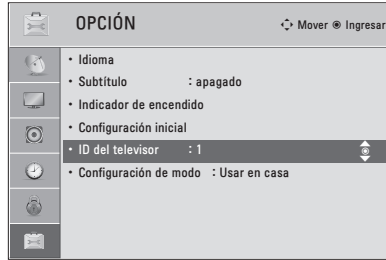 OPCIÓN Mover Ingresar
• Idioma
• Subtítulo : apagado
• Indicador de encendido
• Configuración inicial
• ID del televisor : 1
• Configuración de modo : Usar en casa